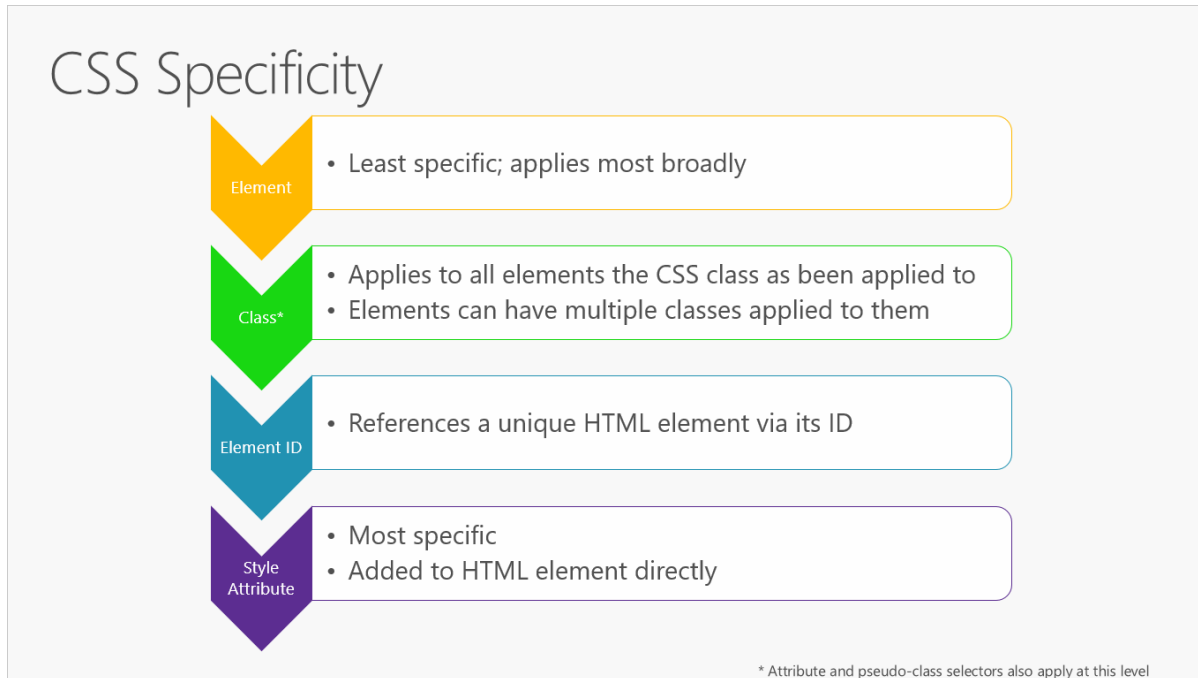 CSS Specificity
Element
• Least specific; applies most broadly
Class*
• Applies to all elements the CSS class as been applied to
• Elements can have multiple classes applied to them
Element ID
• References a unique HTML element via its ID
Style
Attribute
• Most specific
• Added to HTML element directly
* Attribute and pseudo-class selectors also apply at this level